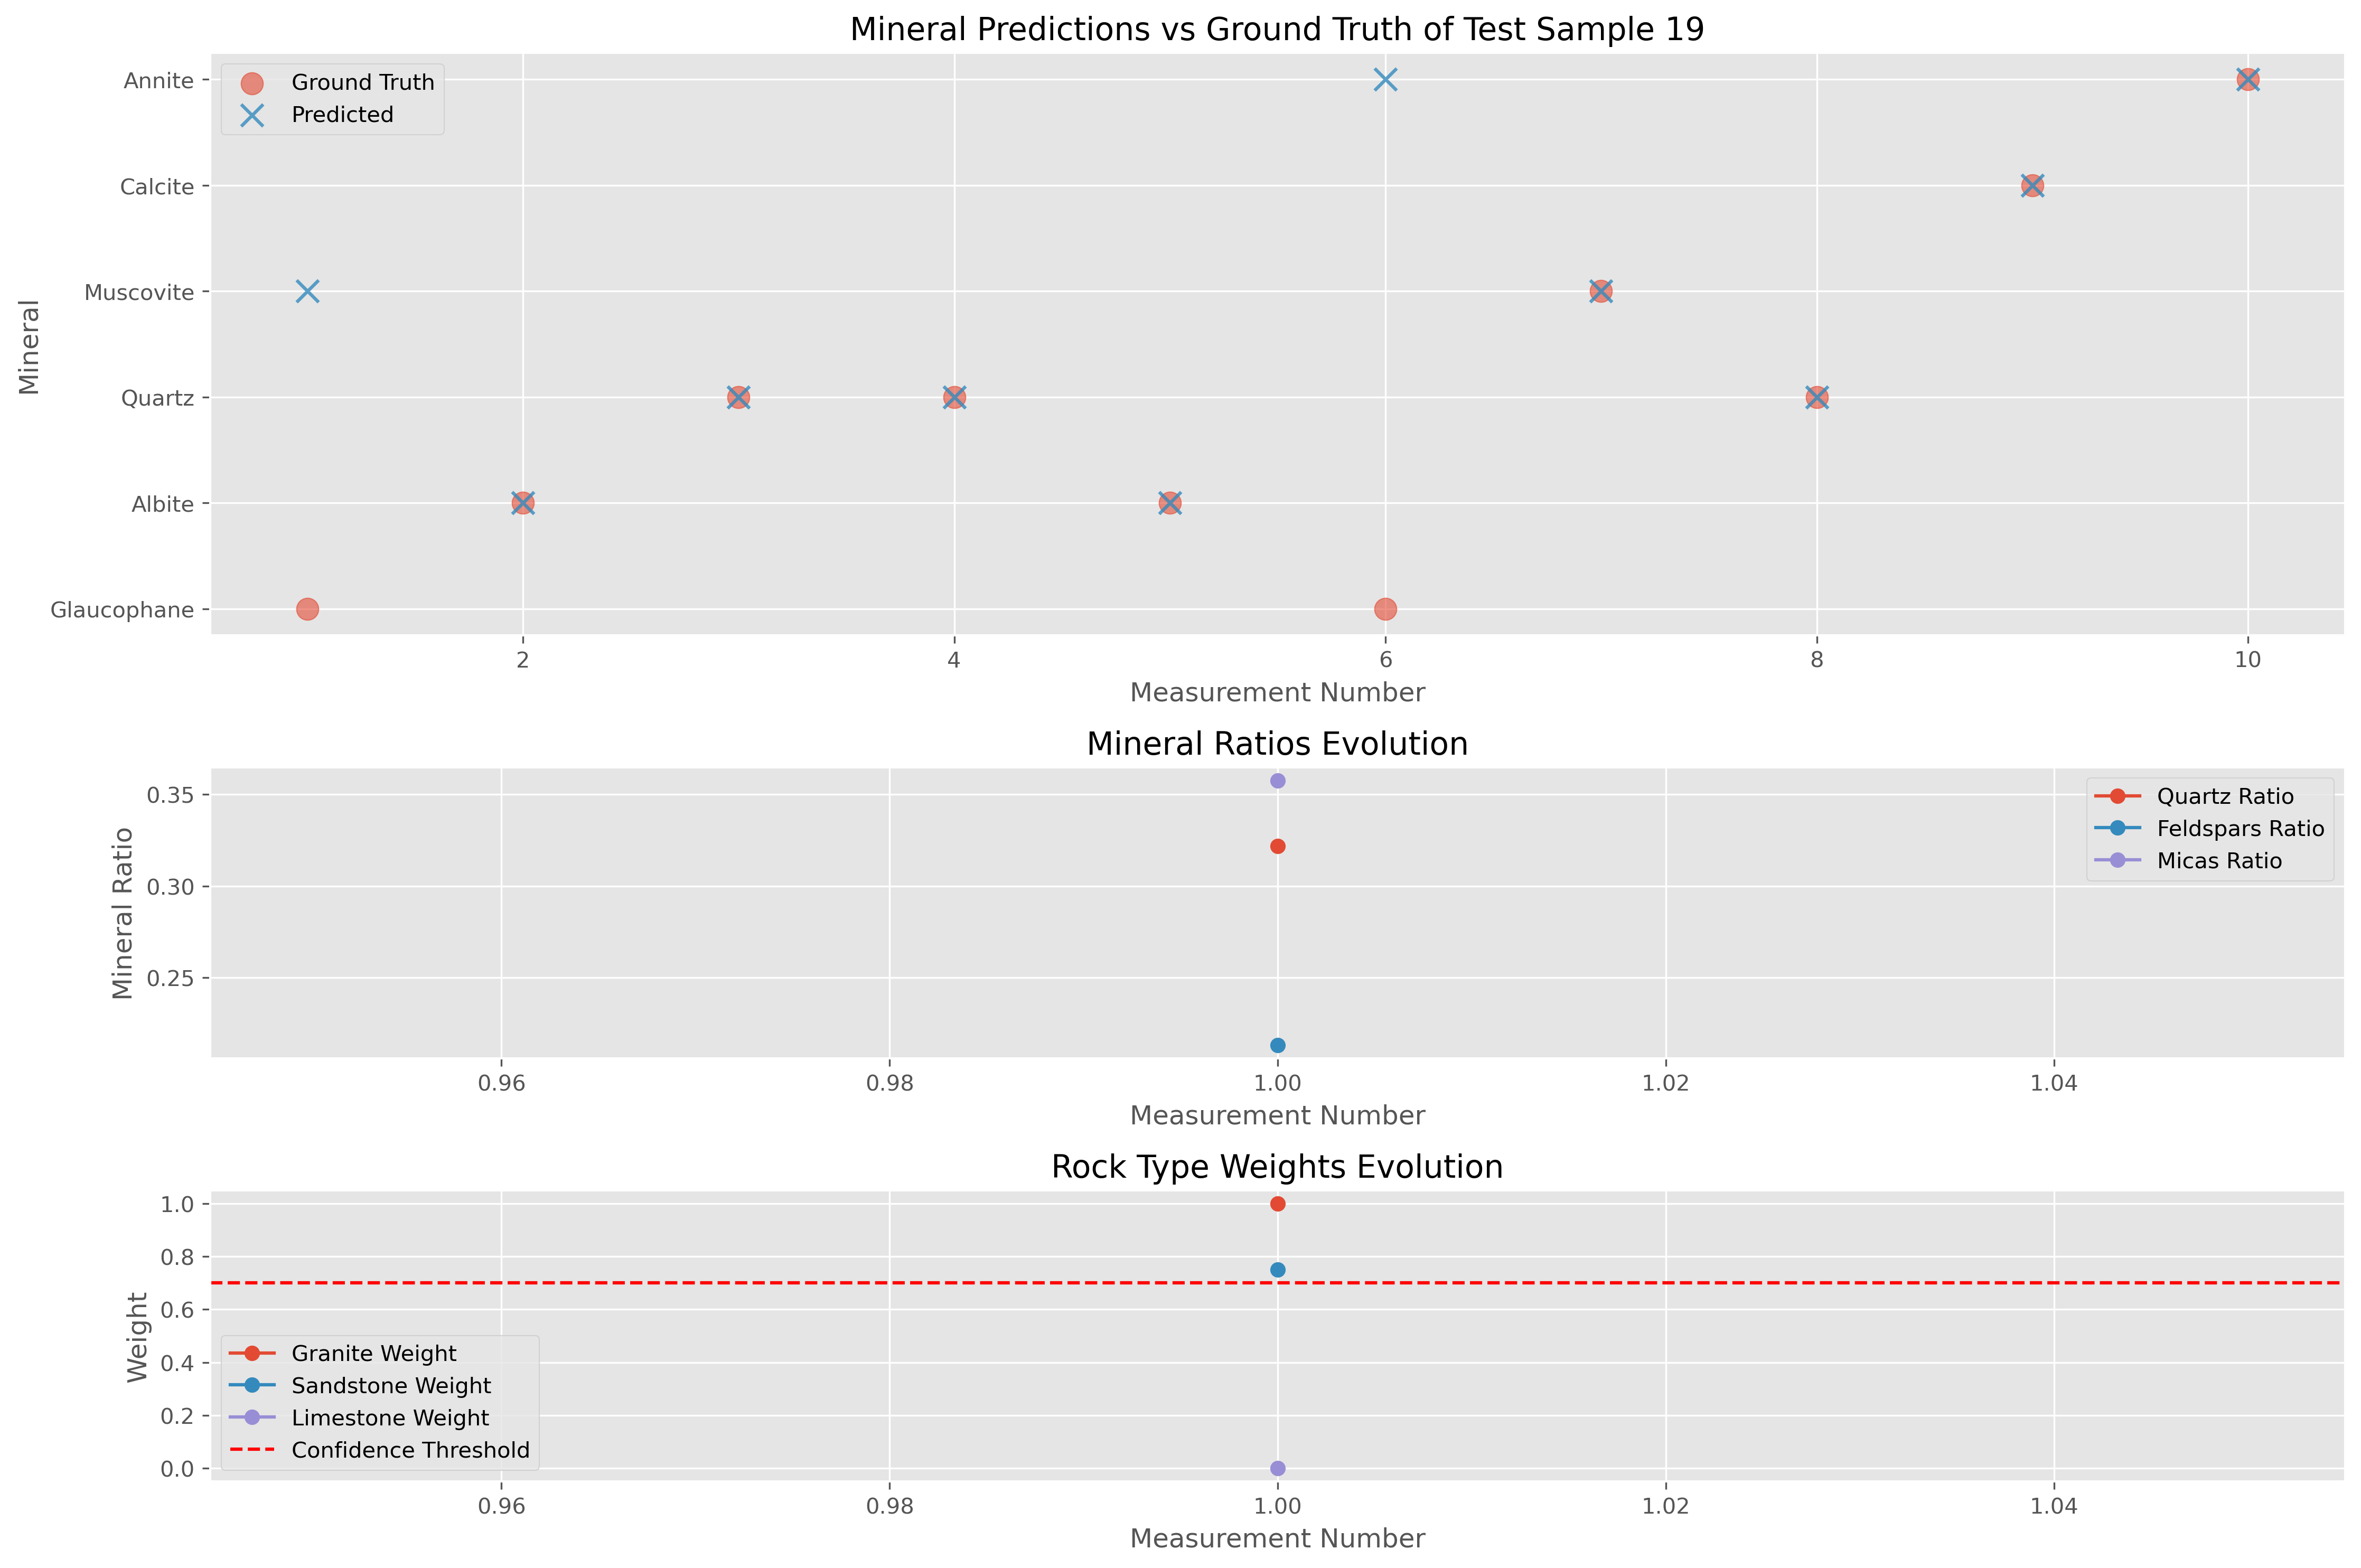 Mineral Predictions vs Ground Truth of Test Sample 19
Ground Truth
Predicted
Mineral
Annite
Calcite
Muscovite
Quartz
Albite
Glaucophane
2 4 6 8 10
Measurement Number
Mineral Ratios Evolution
Mineral Ratio
0.35
0.30
0.25
Quartz Ratio
Feldspars Ratio
Micas Ratio
0.96 0.98 1.00 1.02 1.04
Measurement Number
Rock Type Weights Evolution
Weight
1.0
0.8
0.6
0.4
0.2
0.0
Granite Weight
Sandstone Weight
Limestone Weight
Confidence Threshold
0.96 0.98 1.00 1.02 1.04
Measurement Number